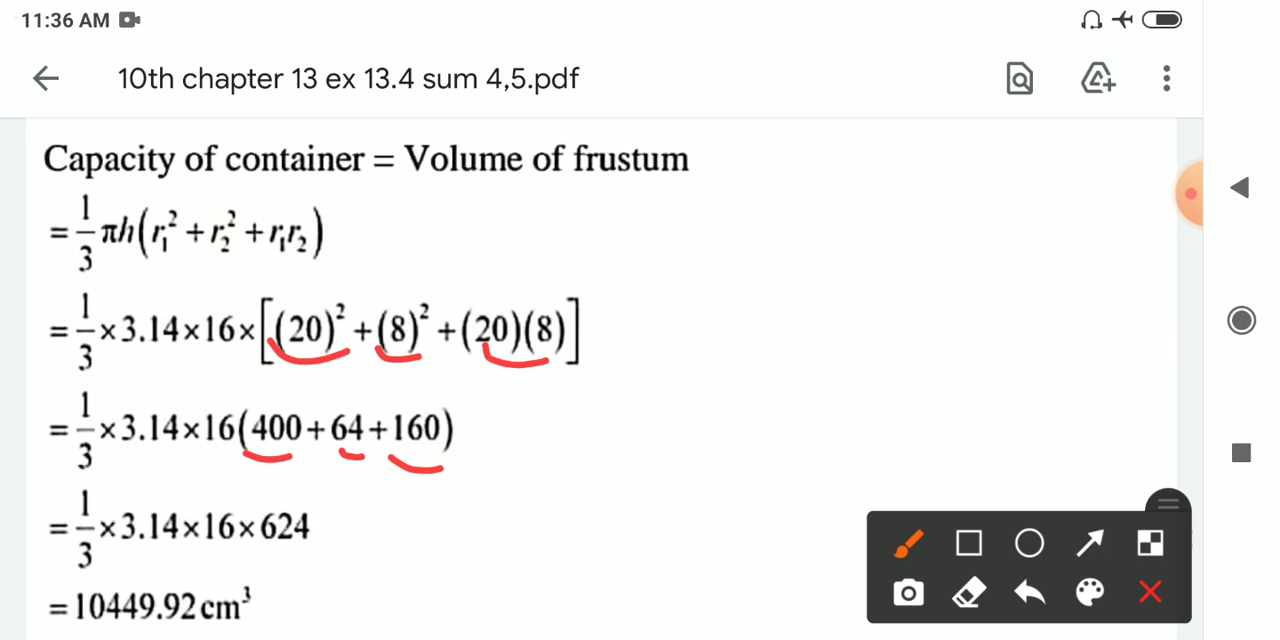 11:36 AM
10th chapter 13 ex 13.4 sum 4,5.pdf
Capacity of container = Volume of frustum
= 1/3 πh(r₁² + r₂² + r₁r₂)
= 1/3 × 3.14 × 16 × [(20)² + (8)² + (20)(8)]
= 1/3 × 3.14 × 16(400 + 64 + 160)
= 1/3 × 3.14 × 16 × 624
= 10449.92 cm³